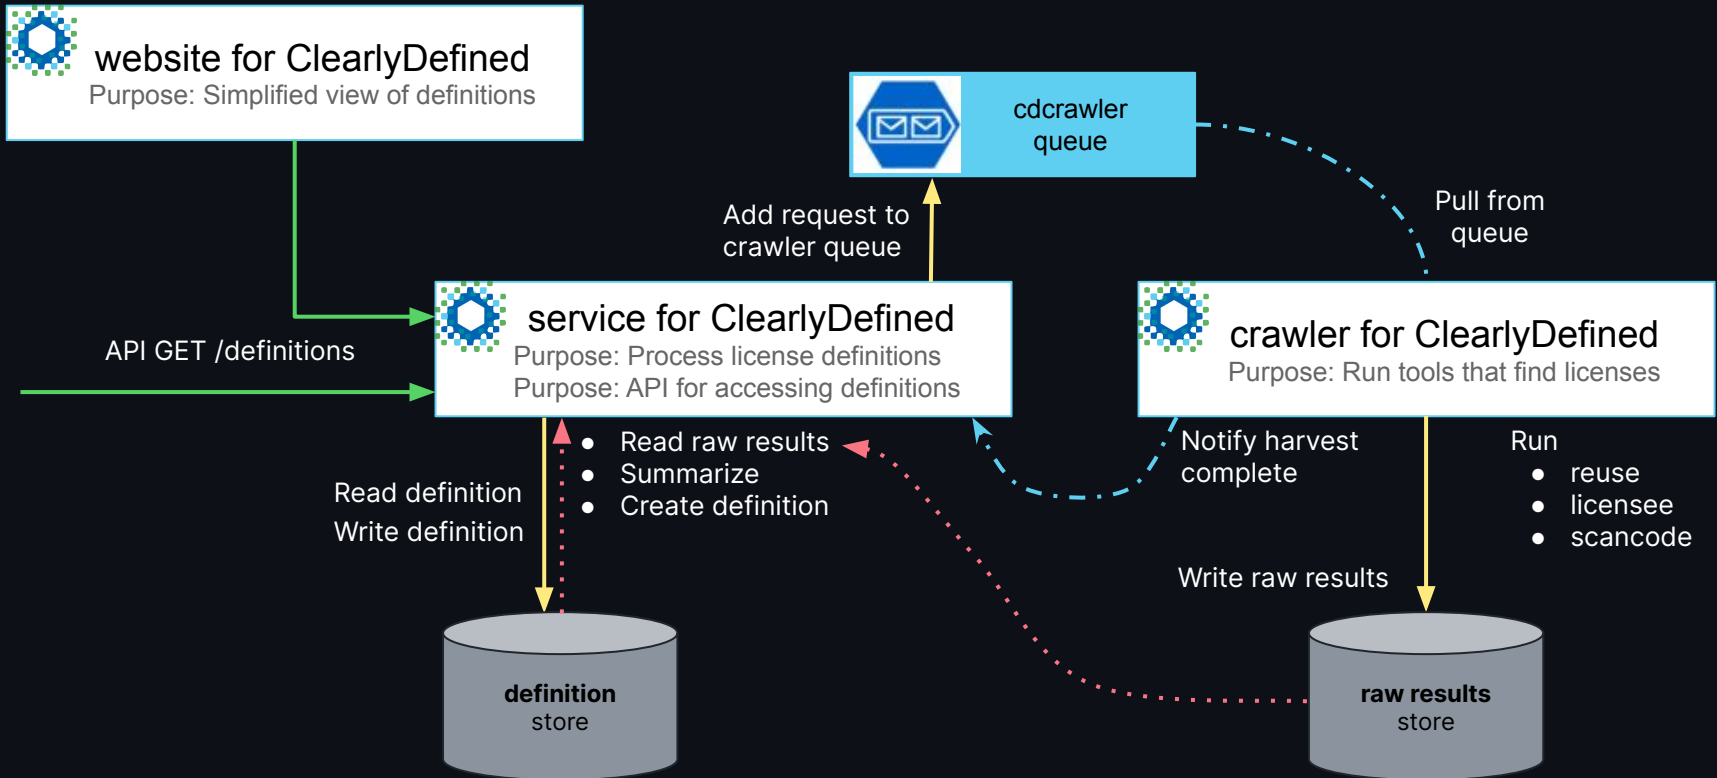 website for ClearlyDefined
Purpose: Simplified view of definitions
cdcrawler
queue
Add request to
crawler queue
Pull from
queue
API GET /definitions
service for ClearlyDefined
Purpose: Process license definitions
Purpose: API for accessing definitions
crawler for ClearlyDefined
Purpose: Run tools that find licenses
Read definition
Write definition
● Read raw results
● Summarize
● Create definition
Notify harvest
complete
Run
● reuse
● licensee
● scancode
Write raw results
definition
store
raw results
store